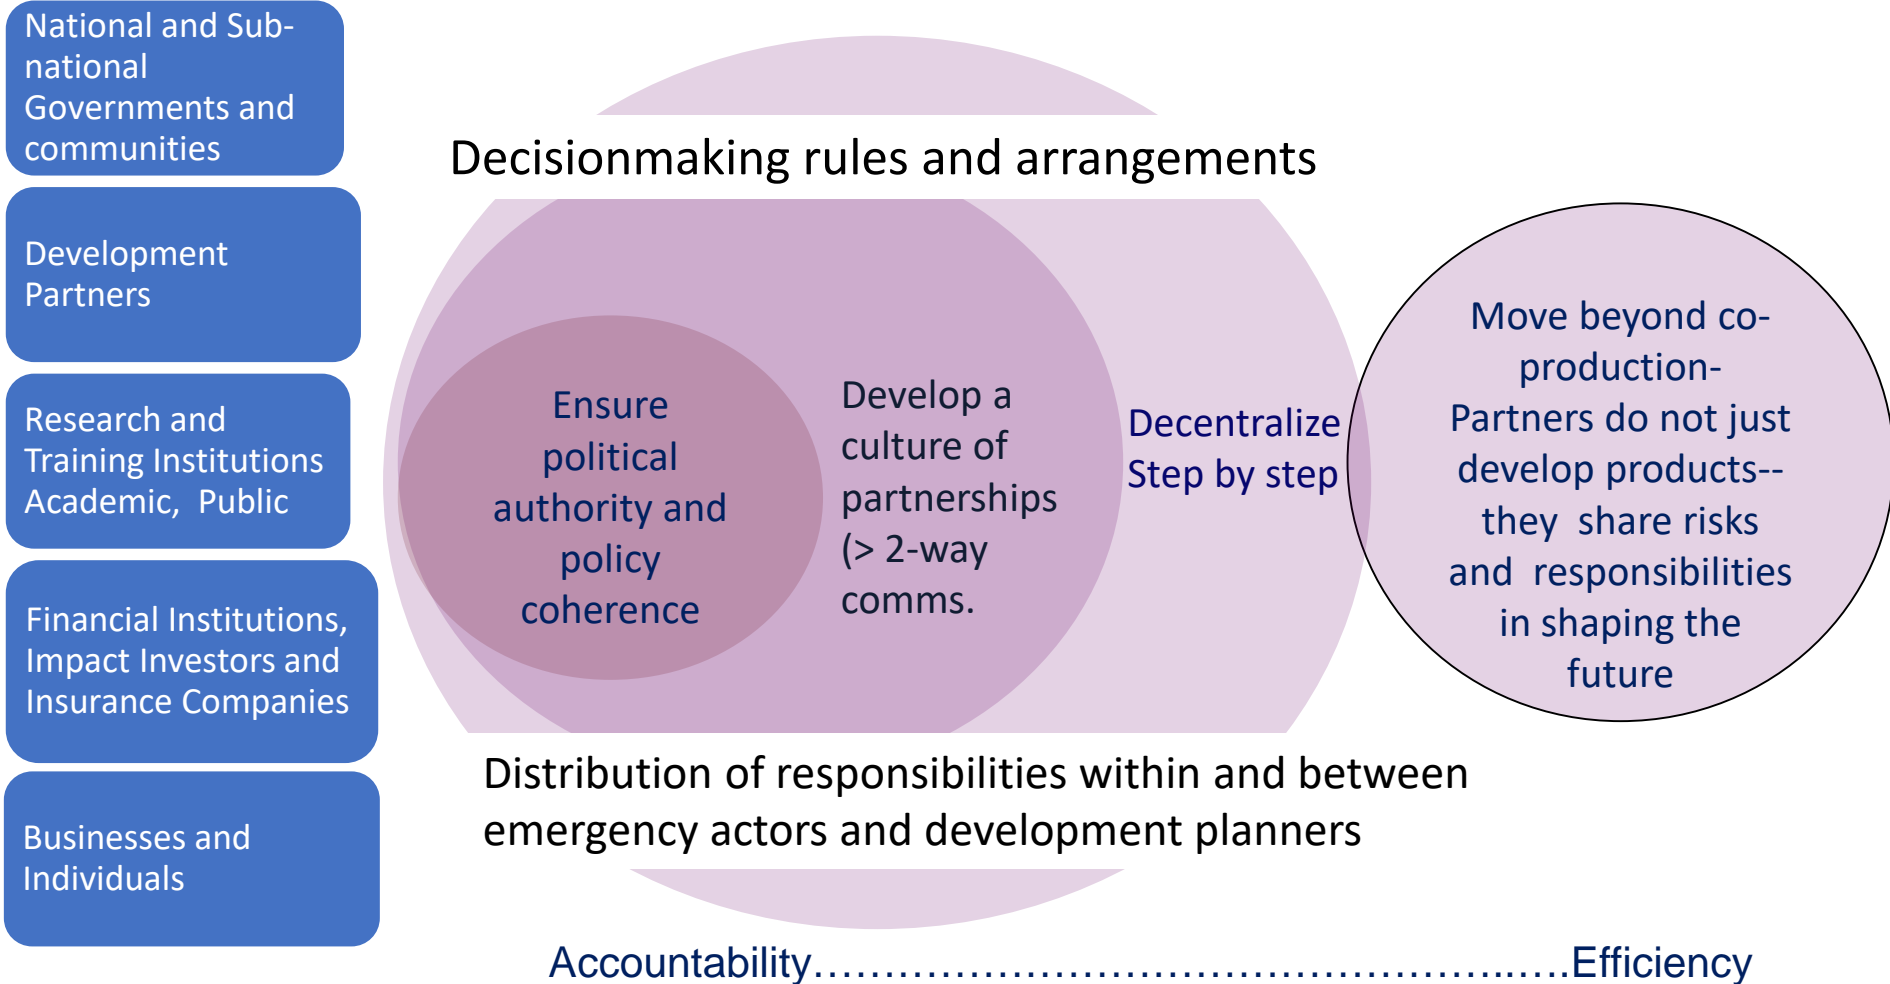 National and Sub-
national
Governments and
communities
Development
Partners
Research and
Training Institutions
Academic,  Public
Financial Institutions,
Impact Investors and
Insurance Companies
Businesses and
Individuals
Decisionmaking rules and arrangements
Ensure
political
authority and
policy
coherence
Develop a
culture of
partnerships
(> 2-way
comms.
Decentralize
Step by step
Move beyond co-
production-
Partners do not just
develop products--
they  share risks
and  responsibilities
in shaping the
future
Distribution of responsibilities within and between
emergency actors and development planners
Accountability…………………………………………..…..Efficiency